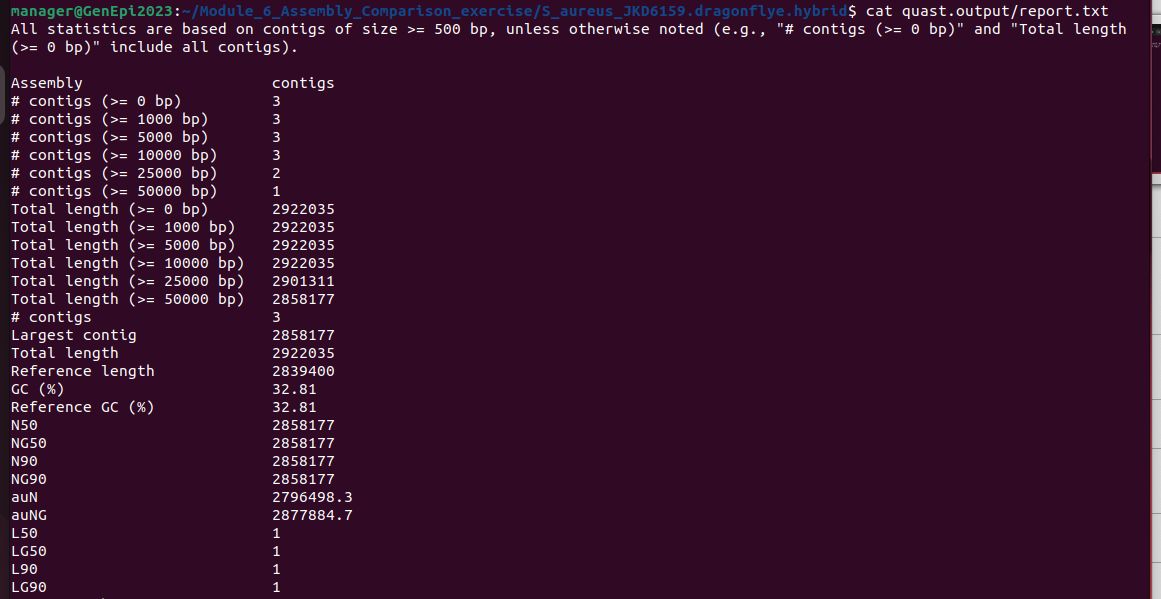 manager@GenEpi2023:~/Module_6_Assembly_Comparison_exercise/S_aureus_JKD6159.dragonflye.hybrid$ cat quast.output/report.txt
All statistics are based on contigs of size >= 500 bp, unless otherwise noted (e.g., "# contigs (>= 0 bp)" and "Total length
(>= 0 bp)" include all contigs).

Assembly                     contigs
# contigs (>= 0 bp)          3
# contigs (>= 1000 bp)       3
# contigs (>= 5000 bp)       3
# contigs (>= 10000 bp)      3
# contigs (>= 25000 bp)      2
# contigs (>= 50000 bp)      1
Total length (>= 0 bp)       2922035
Total length (>= 1000 bp)    2922035
Total length (>= 5000 bp)    2922035
Total length (>= 10000 bp)   2922035
Total length (>= 25000 bp)   2901311
Total length (>= 50000 bp)   2858177
# contigs                    3
Largest contig               2858177
Total length                 2922035
Reference length             2839400
GC (%)                       32.81
Reference GC (%)             32.81
N50                          2858177
NG50                         2858177
N90                          2858177
NG90                         2858177
auN                          2796498.3
auNG                         2877884.7
L50                          1
LG50                         1
L90                          1
LG90                         1